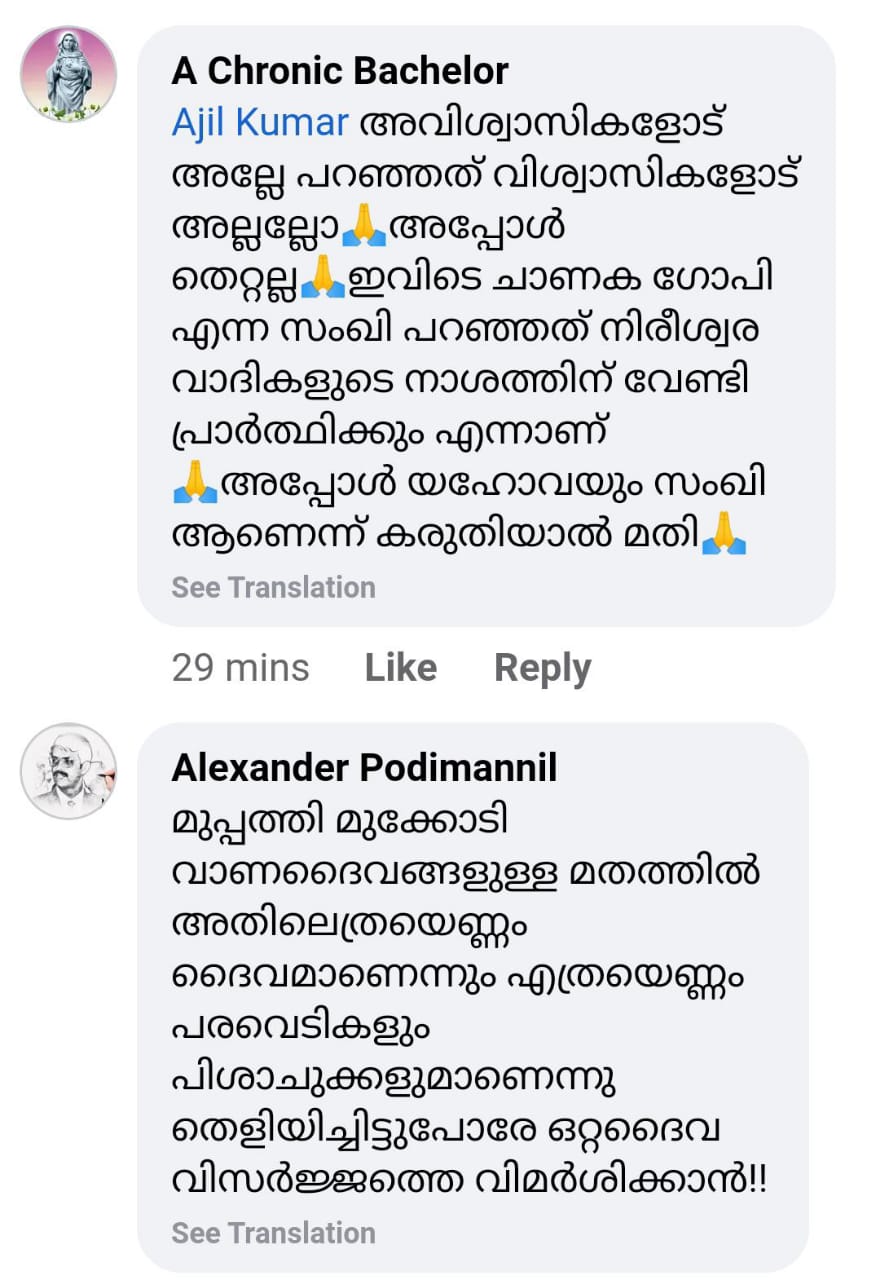 A Chronic Bachelor
Ajil Kumar അവിശ്വാസികളോട്
അല്ലേ പറഞ്ഞത് വിശ്വാസികളോട്
അല്ലല്ലോ🙏അപ്പോൾ
തെറ്റല്ല🙏ഇവിടെ ചാണക ഗോപി
എന്ന സംഖി പറഞ്ഞത് നിരീശ്വര
വാദികളുടെ നാശത്തിന് വേണ്ടി
പ്രാർത്ഥിക്കും എന്നാണ്
🙏അപ്പോൾ യഹോവയും സംഖി
ആണെന്ന് കരുതിയാൽ മതി🙏
See Translation
29 mins Like Reply
Alexander Podimannil
മുപ്പത്തി മുക്കോടി
വാണദൈവങ്ങളുള്ള മതത്തിൽ
അതിലെത്രയെണ്ണം
ദൈവമാണെന്നും എത്രയെണ്ണം
പരവെടികളും
പിശാചുക്കളുമാണെന്നു
തെളിയിച്ചിട്ടുപോരേ ഒറ്റദൈവ
വിസർജ്ജത്തെ വിമർശിക്കാൻ!!
See Translation